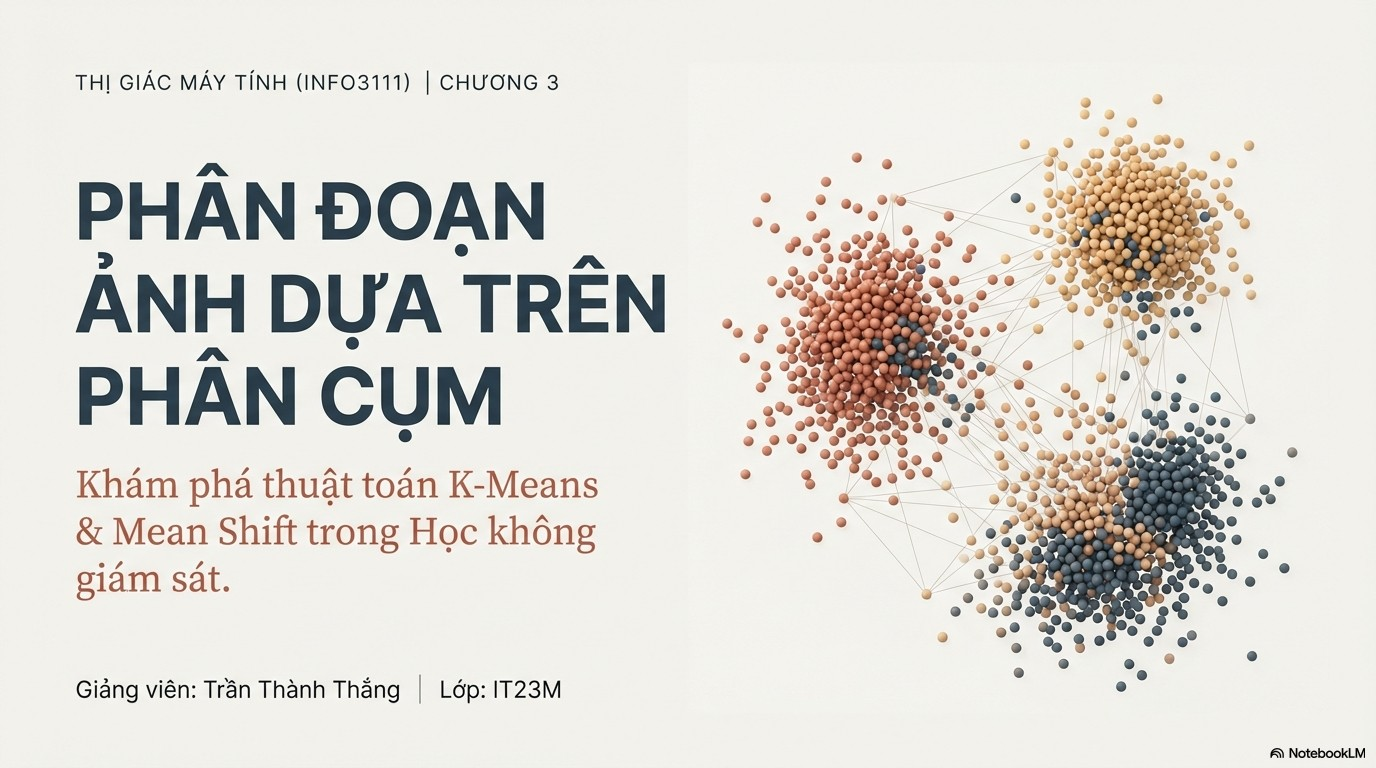 THỊ GIÁC MÁY TÍNH (INFO3111) | CHƯƠNG 3
PHÂN ĐOẠN
ẢNH DỰA TRÊN
PHÂN CỤM
Khám phá thuật toán K-Means
& Mean Shift trong Học không
giám sát.
Giảng viên: Trần Thành Thắng | Lớp: IT23M
NotebookLM